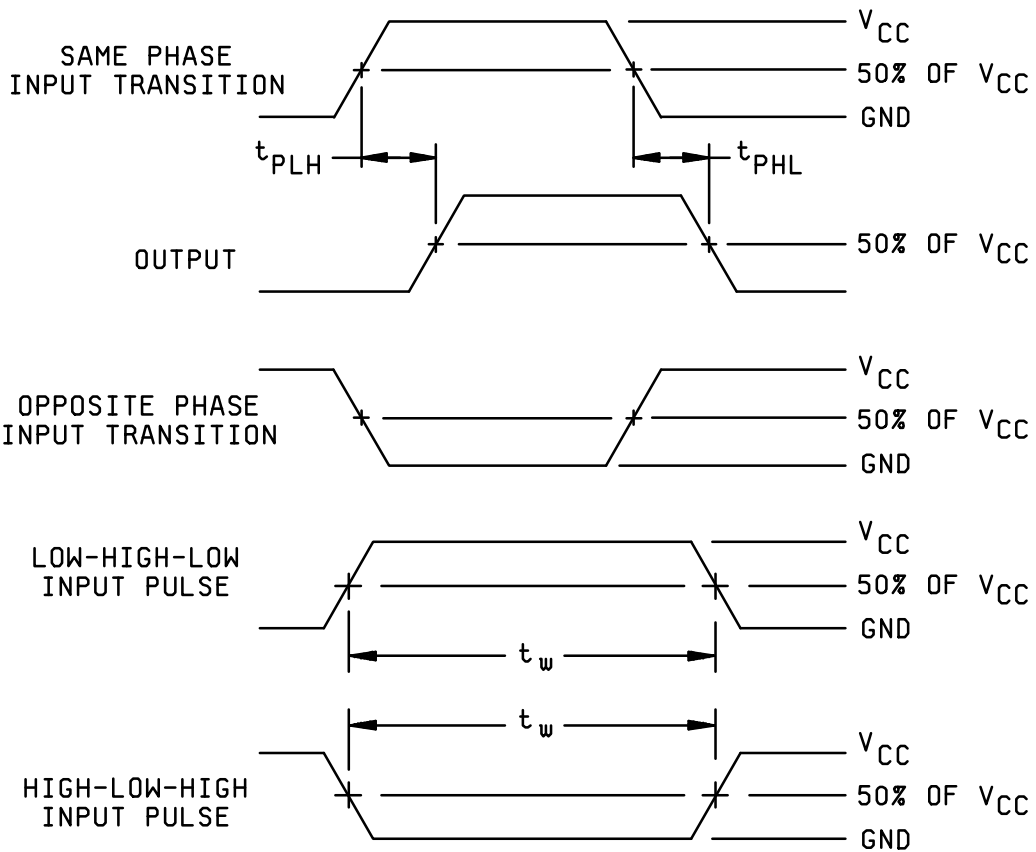 V_CC
SAME PHASE
INPUT TRANSITION
50% OF V_CC
GND
t_PLH
t_PHL
OUTPUT
50% OF V_CC
V_CC
OPPOSITE PHASE
INPUT TRANSITION
50% OF V_CC
GND
V_CC
LOW-HIGH-LOW
INPUT PULSE
50% OF V_CC
GND
t_w
t_w
V_CC
HIGH-LOW-HIGH
INPUT PULSE
50% OF V_CC
GND